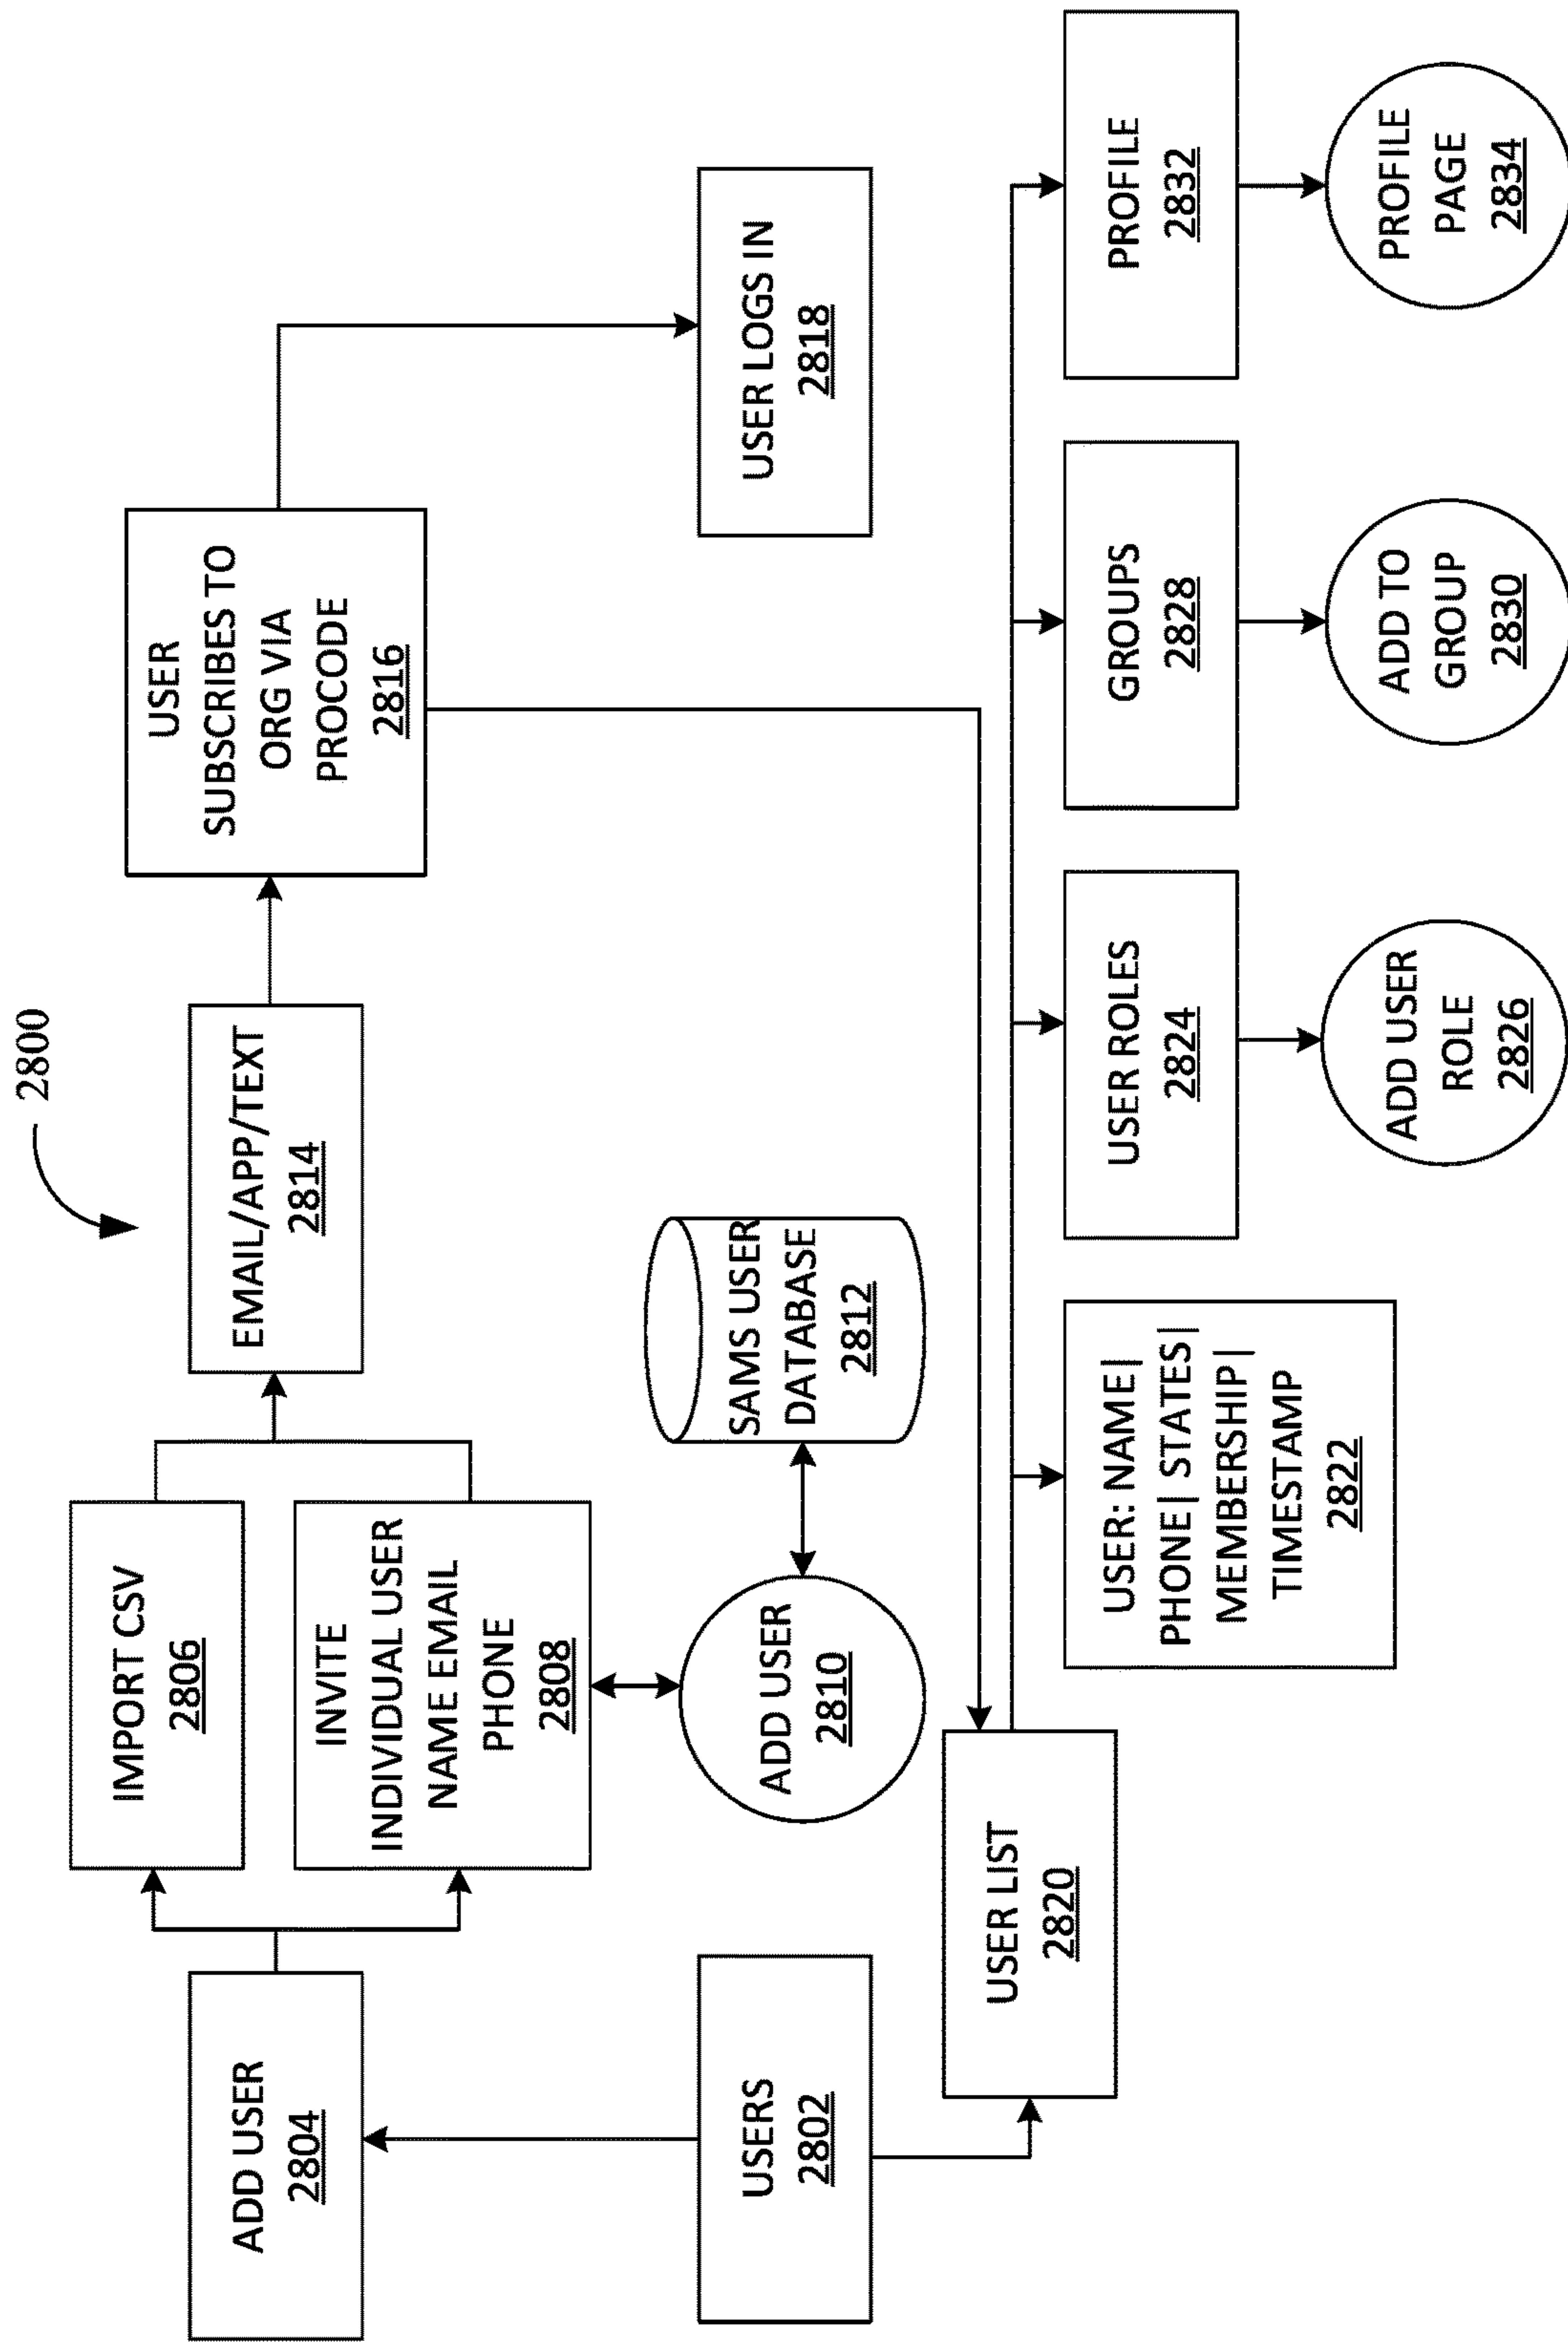 2800
ADD USER
2804
IMPORT CSV
2806
INVITE
INDIVIDUAL USER
NAME EMAIL
PHONE
2808
EMAIL/APP/TEXT
2814
USER
SUBSCRIBES TO
ORG VIA
PROCODE
2816
USERS
2802
ADD USER
2810
SAMS USER
DATABASE
2812
USER LOGS IN
2818
USER LIST
2820
USER: NAME|
PHONE| STATES|
MEMBERSHIP|
TIMESTAMP
2822
USER ROLES
2824
GROUPS
2828
PROFILE
2832
ADD USER
ROLE
2826
ADD TO
GROUP
2830
PROFILE
PAGE
2834